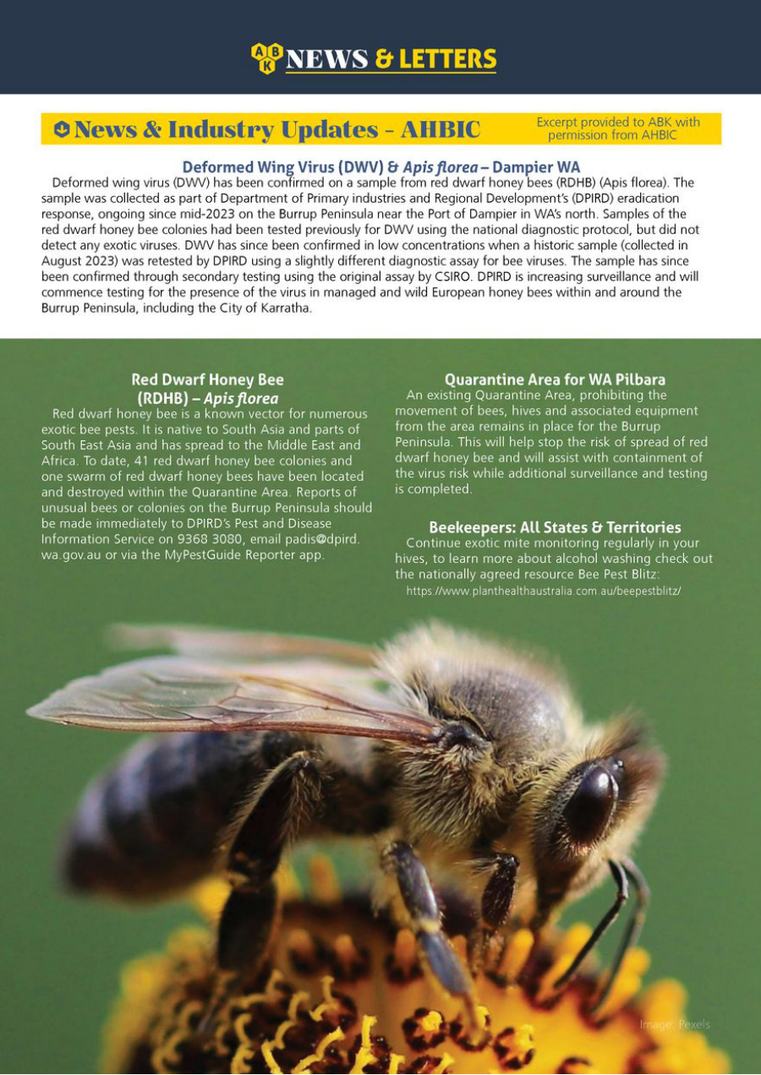 A B K NEWS & LETTERS
News & Industry Updates - AHBIC
Excerpt provided to ABK with
permission from AHBIC
Deformed Wing Virus (DWV) & Apis florea – Dampier WA
Deformed wing virus (DWV) has been confirmed on a sample from red dwarf honey bees (RDHB) (Apis florea). The
sample was collected as part of Department of Primary industries and Regional Development's (DPIRD) eradication
response, ongoing since mid-2023 on the Burrup Peninsula near the Port of Dampier in WA's north. Samples of the
red dwarf honey bee colonies had been tested previously for DWV using the national diagnostic protocol, but did not
detect any exotic viruses. DWV has since been confirmed in low concentrations when a historic sample (collected in
August 2023) was retested by DPIRD using a slightly different diagnostic assay for bee viruses. The sample has since
been confirmed through secondary testing using the original assay by CSIRO. DPIRD is increasing surveillance and will
commence testing for the presence of the virus in managed and wild European honey bees within and around the
Burrup Peninsula, including the City of Karratha.
Red Dwarf Honey Bee
(RDHB) – Apis florea
Red dwarf honey bee is a known vector for numerous
exotic bee pests. It is native to South Asia and parts of
South East Asia and has spread to the Middle East and
Africa. To date, 41 red dwarf honey bee colonies and
one swarm of red dwarf honey bees have been located
and destroyed within the Quarantine Area. Reports of
unusual bees or colonies on the Burrup Peninsula should
be made immediately to DPIRD's Pest and Disease
Information Service on 9368 3080, email padis@dpird.
wa.gov.au or via the MyPestGuide Reporter app.
Quarantine Area for WA Pilbara
An existing Quarantine Area, prohibiting the
movement of bees, hives and associated equipment
from the area remains in place for the Burrup
Peninsula. This will help stop the risk of spread of red
dwarf honey bee and will assist with containment of
the virus risk while additional surveillance and testing
is completed.
Beekeepers: All States & Territories
Continue exotic mite monitoring regularly in your
hives, to learn more about alcohol washing check out
the nationally agreed resource Bee Pest Blitz:
https://www.planthealthaustralia.com.au/beepestblitz/
Image: Pexels